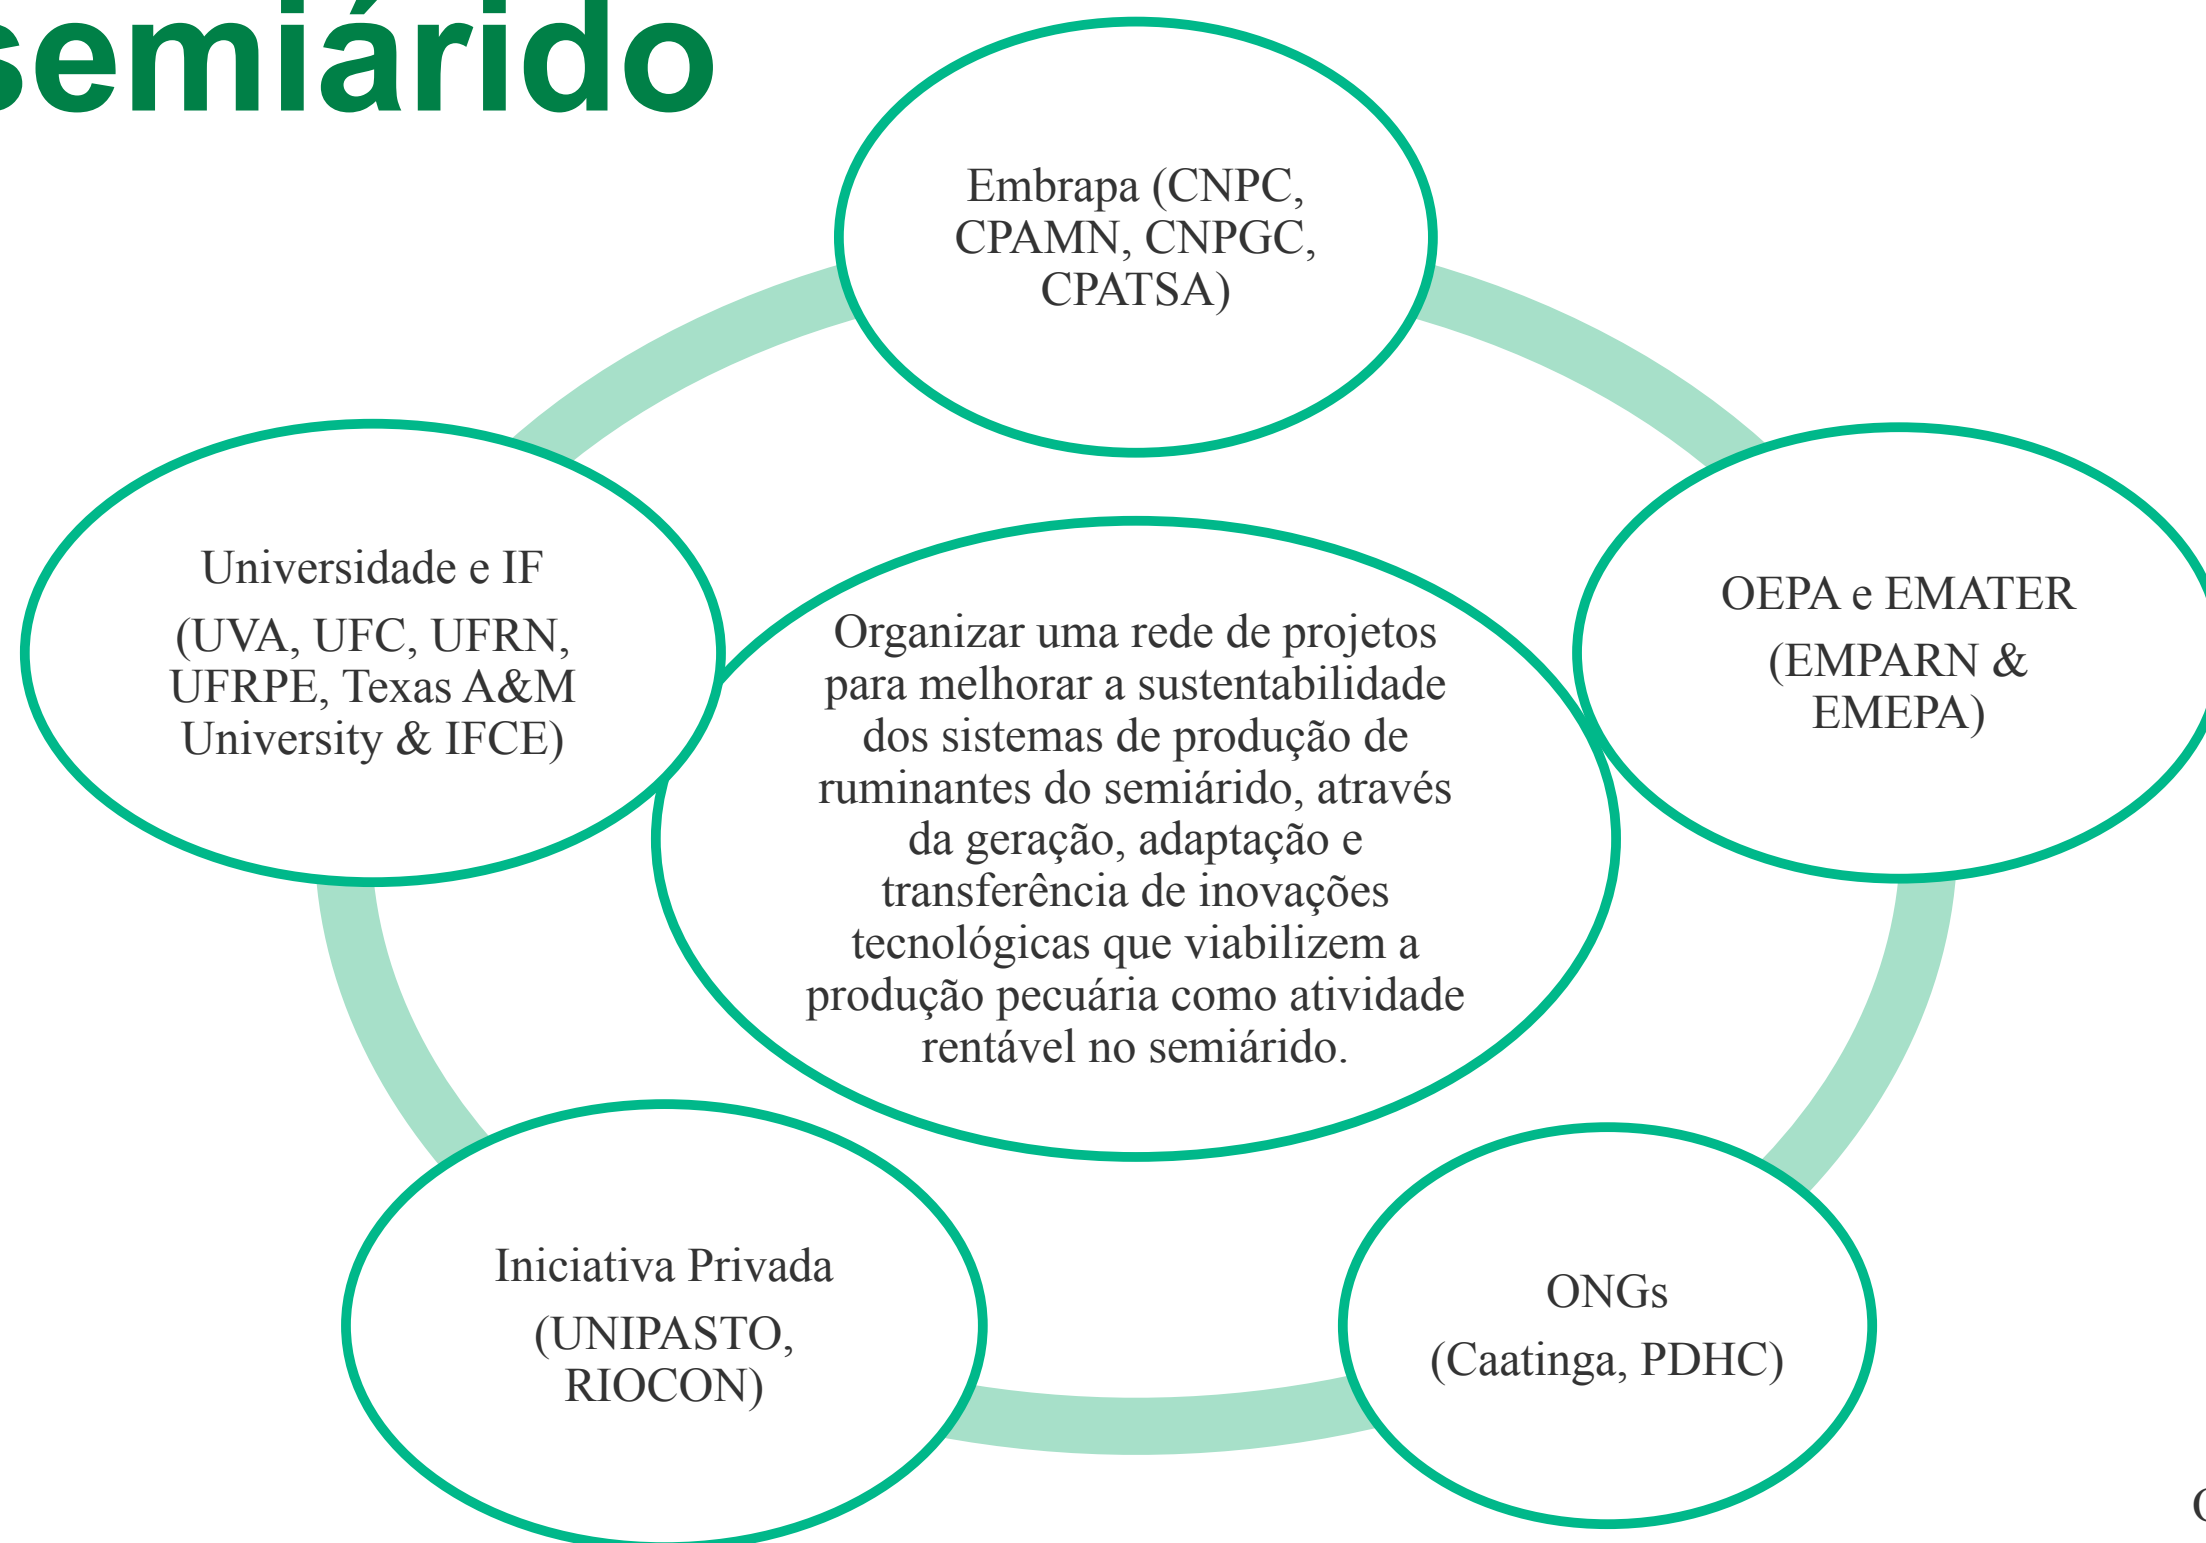 semiárido
Embrapa (CNPC,
CPAMN, CNPGC,
CPATSA)
Universidade e IF
(UVA, UFC, UFRN,
UFRPE, Texas A&M
University & IFCE)
OEPA e EMATER
(EMPARN &
EMEPA)
Organizar uma rede de projetos
para melhorar a sustentabilidade
dos sistemas de produção de
ruminantes do semiárido, através
da geração, adaptação e
transferência de inovações
tecnológicas que viabilizem a
produção pecuária como atividade
rentável no semiárido.
Iniciativa Privada
(UNIPASTO,
RIOCON)
ONGs
(Caatinga, PDHC)